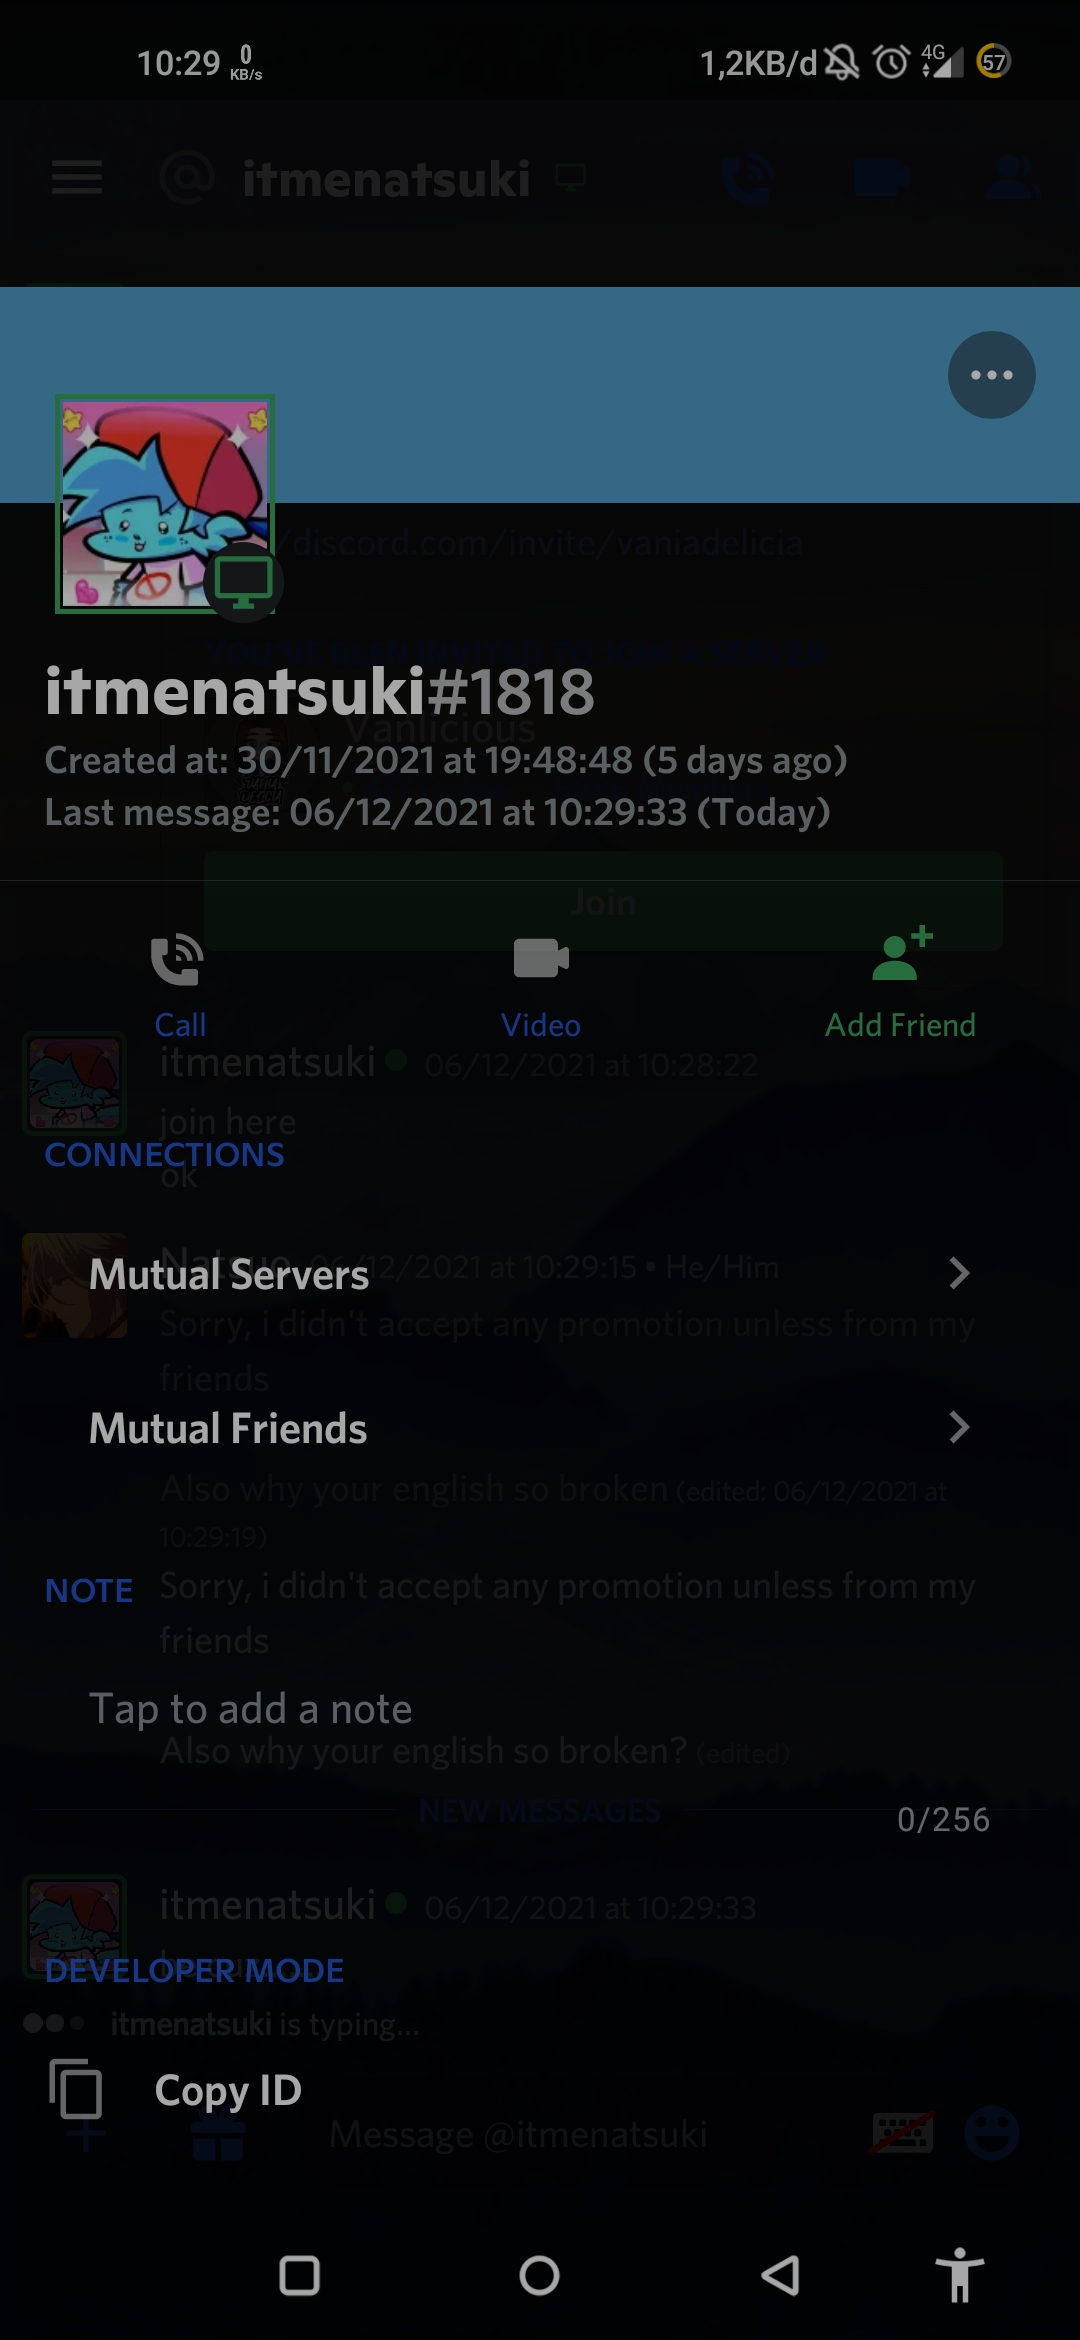 10:29 0 KB/s 1,2KB/d 4G 57
itmenatsuki
/discord.com/invite/vaniadelicia
YOU'VE BEEN INVITED TO JOIN A SERVER
itmenatsuki#1818
Vanlicious
Created at: 30/11/2021 at 19:48:48 (5 days ago)
Last message: 06/12/2021 at 10:29:33 (Today)
Join
Call Video Add Friend
itmenatsuki 06/12/2021 at 10:28:22
join here
CONNECTIONS
ok
Natsuo 06/12/2021 at 10:29:15 • He/Him
Mutual Servers
Sorry, i didn't accept any promotion unless from my
friends
Mutual Friends
Also why your english so broken (edited: 06/12/2021 at
10:29:19)
NOTE
Sorry, i didn't accept any promotion unless from my
friends
Tap to add a note
Also why your english so broken? (edited)
NEW MESSAGES
0/256
itmenatsuki 06/12/2021 at 10:29:33
DEVELOPER MODE
itmenatsuki is typing...
Copy ID
Message @itmenatsuki